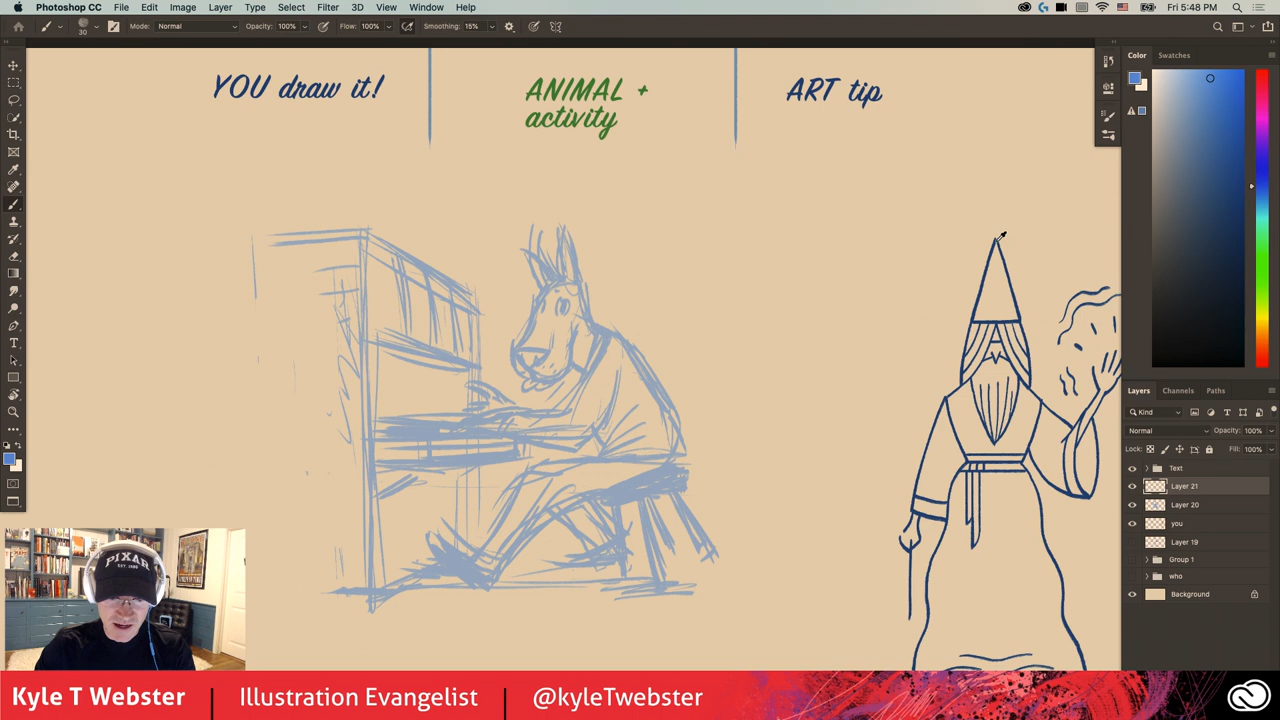 Photoshop CC File Edit Image Layer Type Select Filter 3D View Window Help Fri 5:48 PM
30 Mode: Normal Opacity: 100% Flow: 100% Smoothing: 15%
YOU draw it!
ANIMAL +
activity
ART tip
Color Swatches
Layers Channels Paths
Kind
Normal Opacity: 100%
Lock: Fill: 100%
Text
Layer 21
Layer 20
you
Layer 19
Group 1
who
Background
PIXAR
Kyle T Webster | Illustration Evangelist | @kyleTwebster